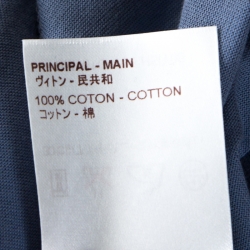 PRINCIPAL - MAIN
ヴィトン - 民共和
100% COTON - COTTON
コットン - 棉